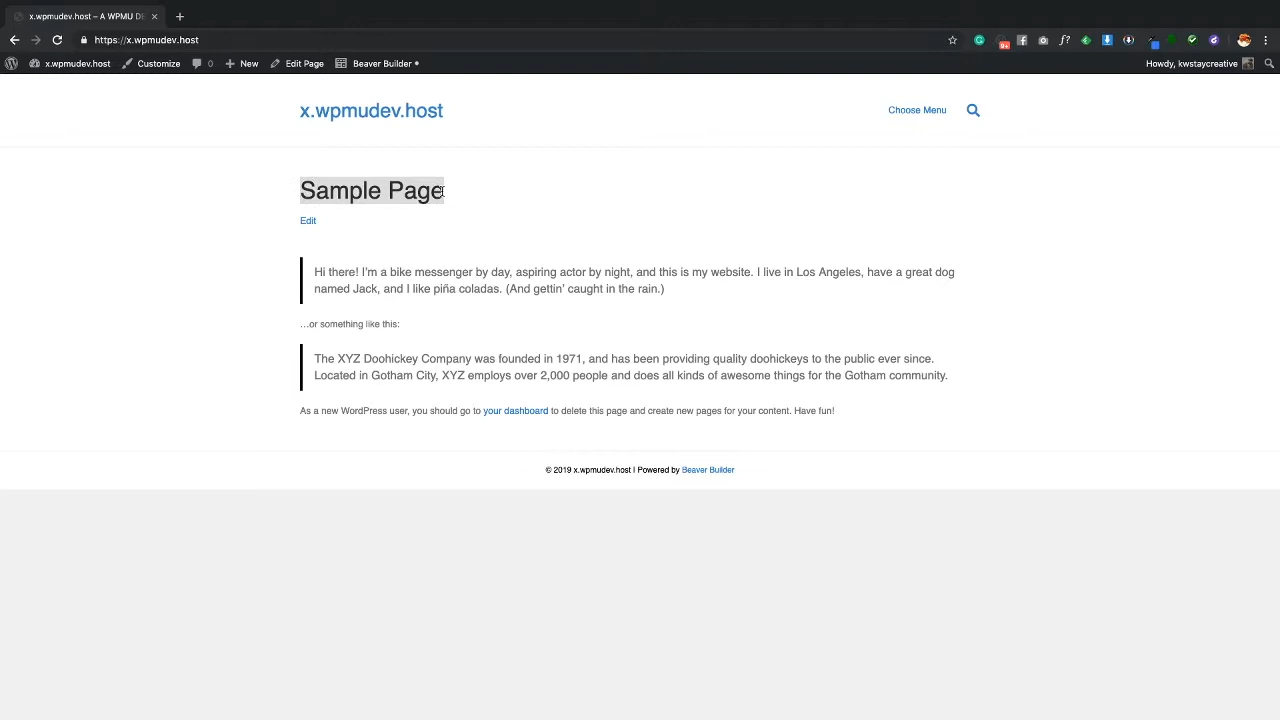 x.wpmudev.host – A WPMU DE
https://x.wpmudev.host
9+
f?
x.wpmudev.host Customize 0 New Edit Page Beaver Builder Howdy, kwstaycreative
x.wpmudev.host Choose Menu
Sample Page
Edit
Hi there! I'm a bike messenger by day, aspiring actor by night, and this is my website. I live in Los Angeles, have a great dog
named Jack, and I like piña coladas. (And gettin' caught in the rain.)
…or something like this:
The XYZ Doohickey Company was founded in 1971, and has been providing quality doohickeys to the public ever since.
Located in Gotham City, XYZ employs over 2,000 people and does all kinds of awesome things for the Gotham community.
As a new WordPress user, you should go to your dashboard to delete this page and create new pages for your content. Have fun!
© 2019 x.wpmudev.host | Powered by Beaver Builder